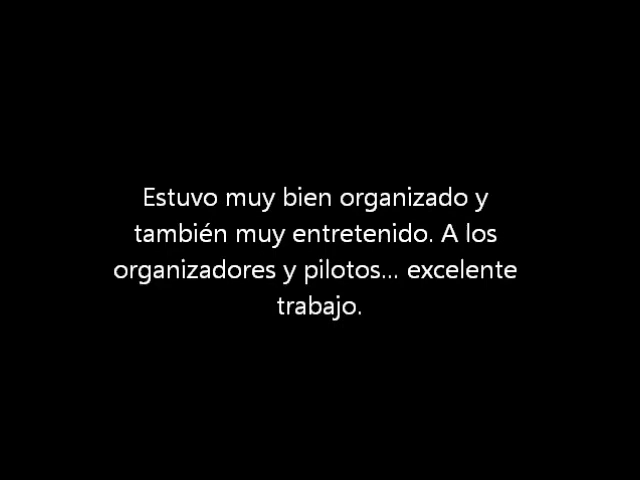 Estuvo muy bien organizado y
también muy entretenido. A los
organizadores y pilotos... excelente
trabajo.